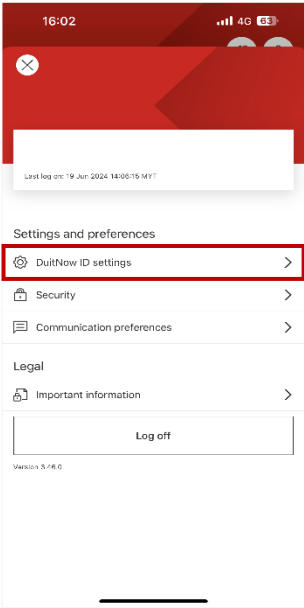 16:02
4G 63
Last log on: 19 Jun 2024 14:06:15 MYT
Settings and preferences
DuitNow ID settings
Security
Communication preferences
Legal
Important information
Log off
Version 3.46.0